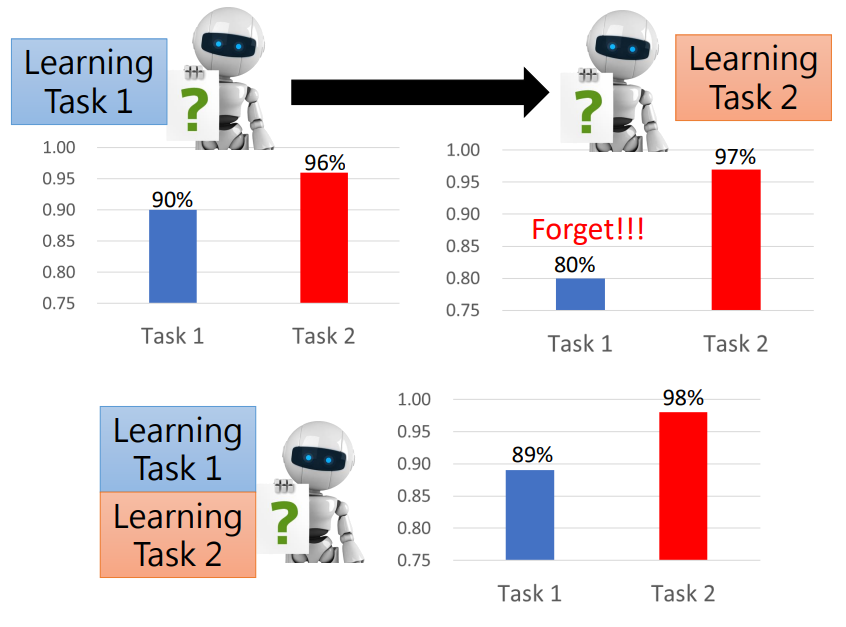 Learning
Task 1
?
?
Learning
Task 2
1.00
0.95
0.90
0.85
0.80
0.75
90%
96%
Task 1
Task 2
1.00
0.95
0.90
0.85
0.80
0.75
Forget!!!
80%
97%
Task 1
Task 2
Learning
Task 1
Learning
Task 2
?
1.00
0.95
0.90
0.85
0.80
0.75
89%
98%
Task 1
Task 2